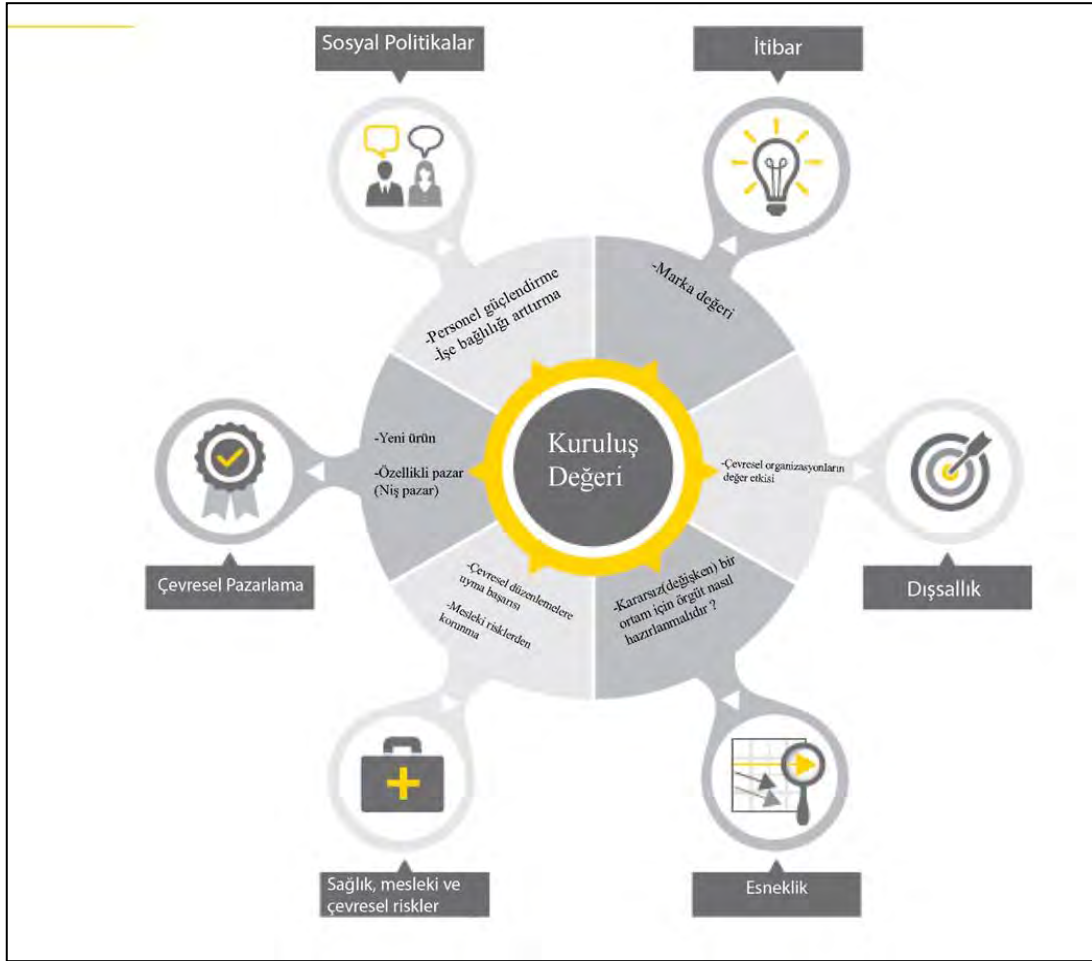 Sosyal Politikalar
İtibar
-Personel güçlendirme
-İşe bağlılığı arttırma
-Marka değeri
-Yeni ürün
-Özellikli pazar
(Niş pazar)
Kuruluş
Değeri
-Çevresel organizasyonların
değer etkisi
Çevresel Pazarlama
Dışsallık
-Çevresel düzenlemelere
uyma başarısı
-Mesleki risklerden
korunma
-Kararsız(değişken) bir
ortam için örgüt nasıl
hazırlanmalıdır ?
Sağlık, mesleki ve
çevresel riskler
Esneklik